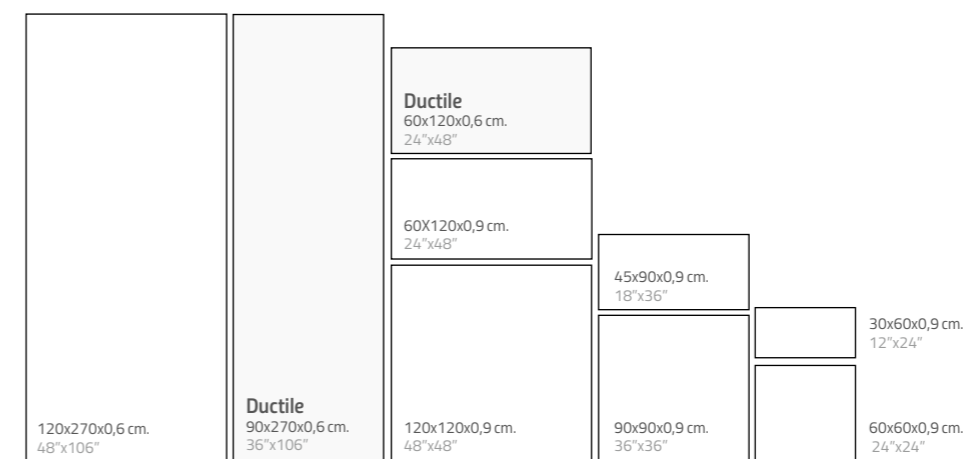 120x270x0,6 cm.
48”x106”
Ductile
90x270x0,6 cm.
36”x106”
Ductile
60x120x0,6 cm.
24”x48”
60X120x0,9 cm.
24”x48”
120x120x0,9 cm.
48”x48”
45x90x0,9 cm.
18”x36”
90x90x0,9 cm.
36”x36”
30x60x0,9 cm.
12”x24”
60x60x0,9 cm.
24”x24”